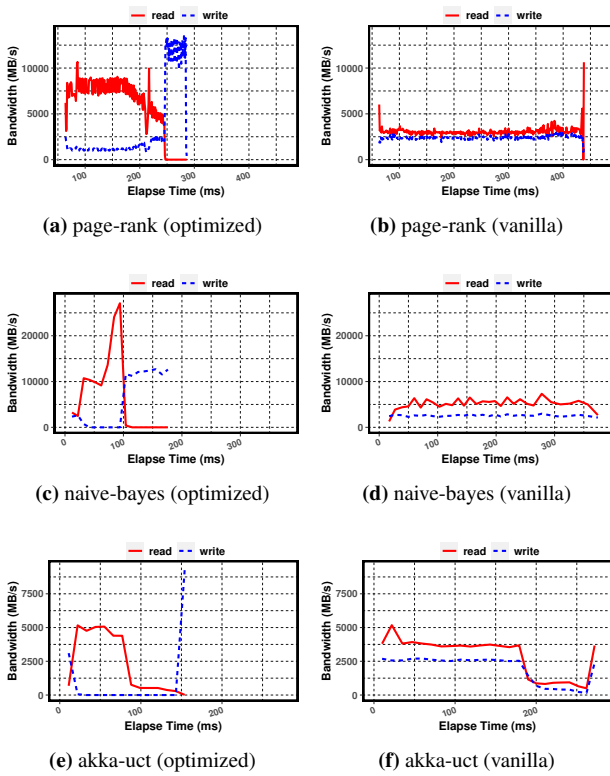 read write
read write
Bandwidth (MB/s)
10000
5000
0
100 200 300 400
Elapse Time (ms)
Bandwidth (MB/s)
10000
5000
0
100 200 300 400
Elapse Time (ms)
(a) page-rank (optimized)
(b) page-rank (vanilla)
read write
read write
Bandwidth (MB/s)
20000
10000
0
0 100 200 300
Elapse Time (ms)
Bandwidth (MB/s)
20000
10000
0
0 100 200 300
Elapse Time (ms)
(c) naive-bayes (optimized)
(d) naive-bayes (vanilla)
read write
read write
Bandwidth (MB/s)
7500
5000
2500
0
0 100 200
Elapse Time (ms)
Bandwidth (MB/s)
7500
5000
2500
0
0 100 200
Elapse Time (ms)
(e) akka-uct (optimized)
(f) akka-uct (vanilla)